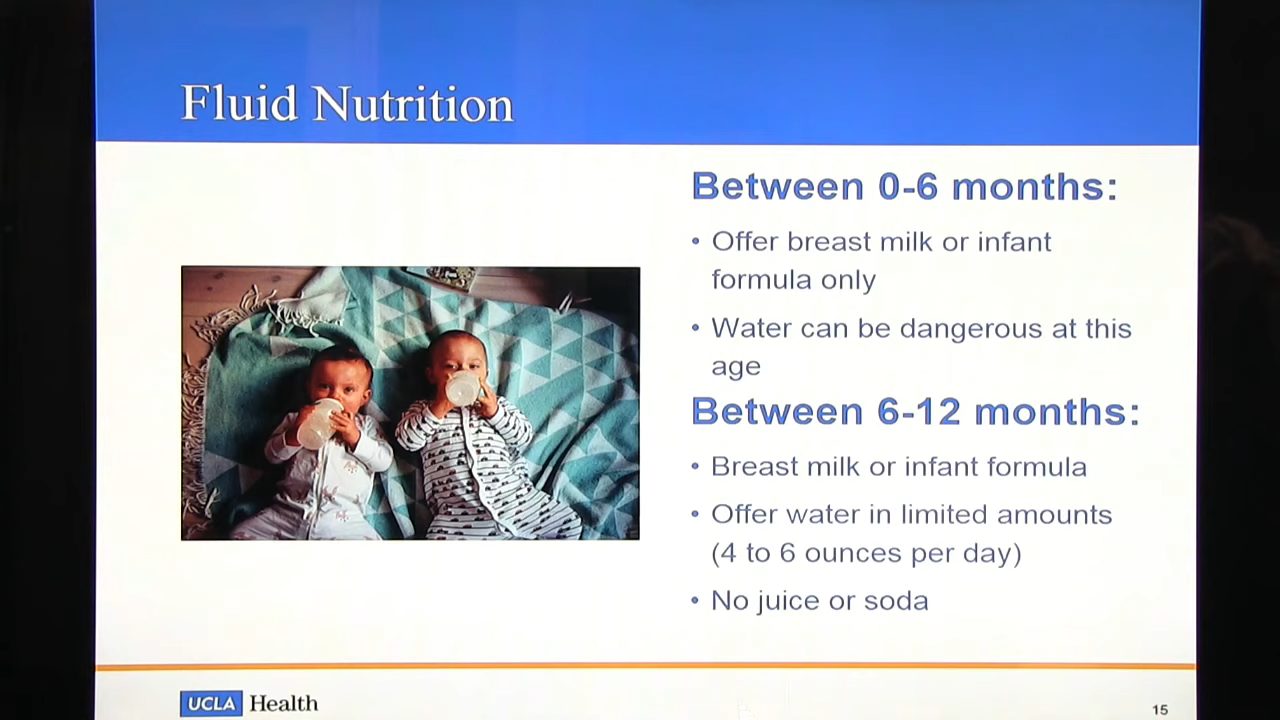 Fluid Nutrition
Between 0-6 months:
• Offer breast milk or infant
formula only
• Water can be dangerous at this
age
Between 6-12 months:
• Breast milk or infant formula
• Offer water in limited amounts
(4 to 6 ounces per day)
• No juice or soda
UCLA Health
15